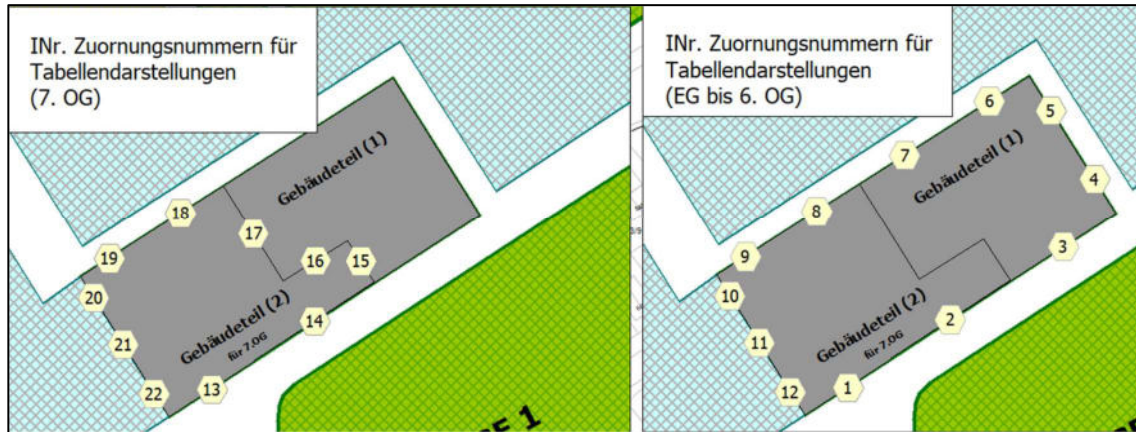 INr. Zuornungsnummern für
Tabellendarstellungen
(7. OG)
Gebäudeteil (1)
18
17
19
16
15
20
Gebäudeteil (2)
für 7.OG
14
21
22
13
INr. Zuornungsnummern für
Tabellendarstellungen
(EG bis 6. OG)
6
5
Gebäudeteil (1)
7
4
8
3
9
10
Gebäudeteil (2)
für 7.OG
2
11
12
1